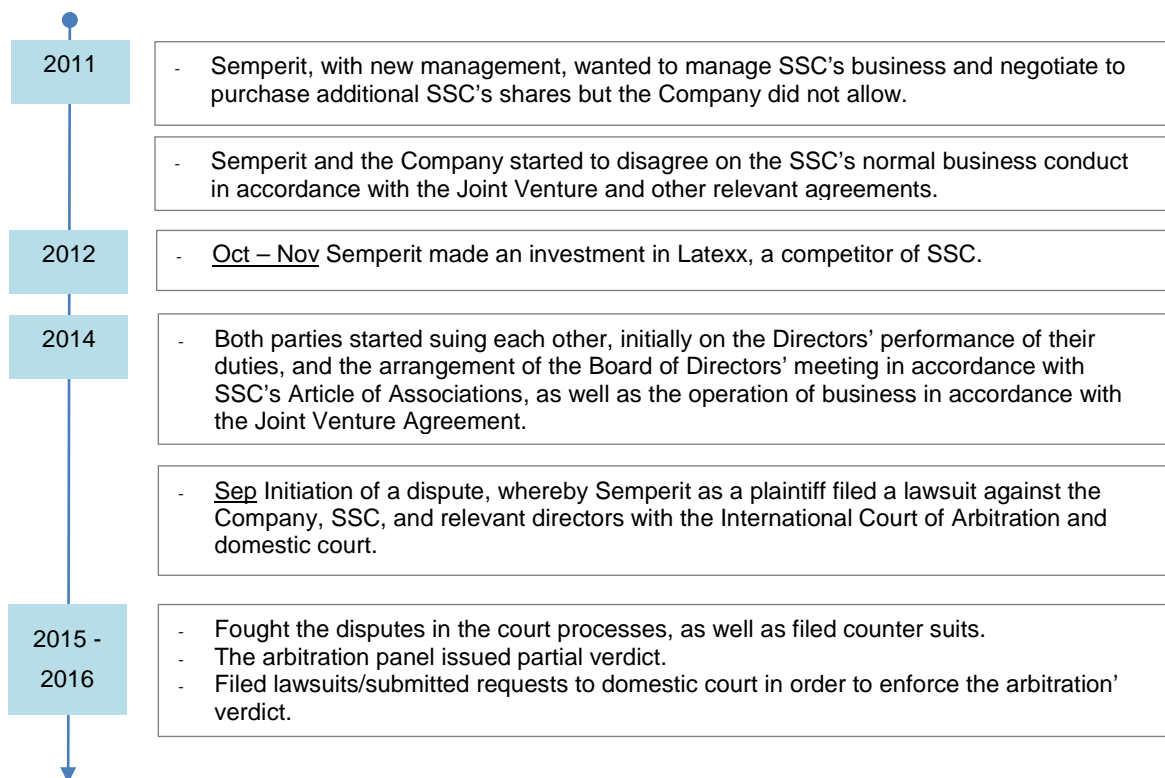 2011
- Semperit, with new management, wanted to manage SSC's business and negotiate to
purchase additional SSC's shares but the Company did not allow.
- Semperit and the Company started to disagree on the SSC's normal business conduct
in accordance with the Joint Venture and other relevant agreements.
2012
- Oct – Nov Semperit made an investment in Latexx, a competitor of SSC.
2014
- Both parties started suing each other, initially on the Directors' performance of their
duties, and the arrangement of the Board of Directors' meeting in accordance with
SSC's Article of Associations, as well as the operation of business in accordance with
the Joint Venture Agreement.
- Sep Initiation of a dispute, whereby Semperit as a plaintiff filed a lawsuit against the
Company, SSC, and relevant directors with the International Court of Arbitration and
domestic court.
2015 -
2016
- Fought the disputes in the court processes, as well as filed counter suits.
- The arbitration panel issued partial verdict.
- Filed lawsuits/submitted requests to domestic court in order to enforce the arbitration'
verdict.